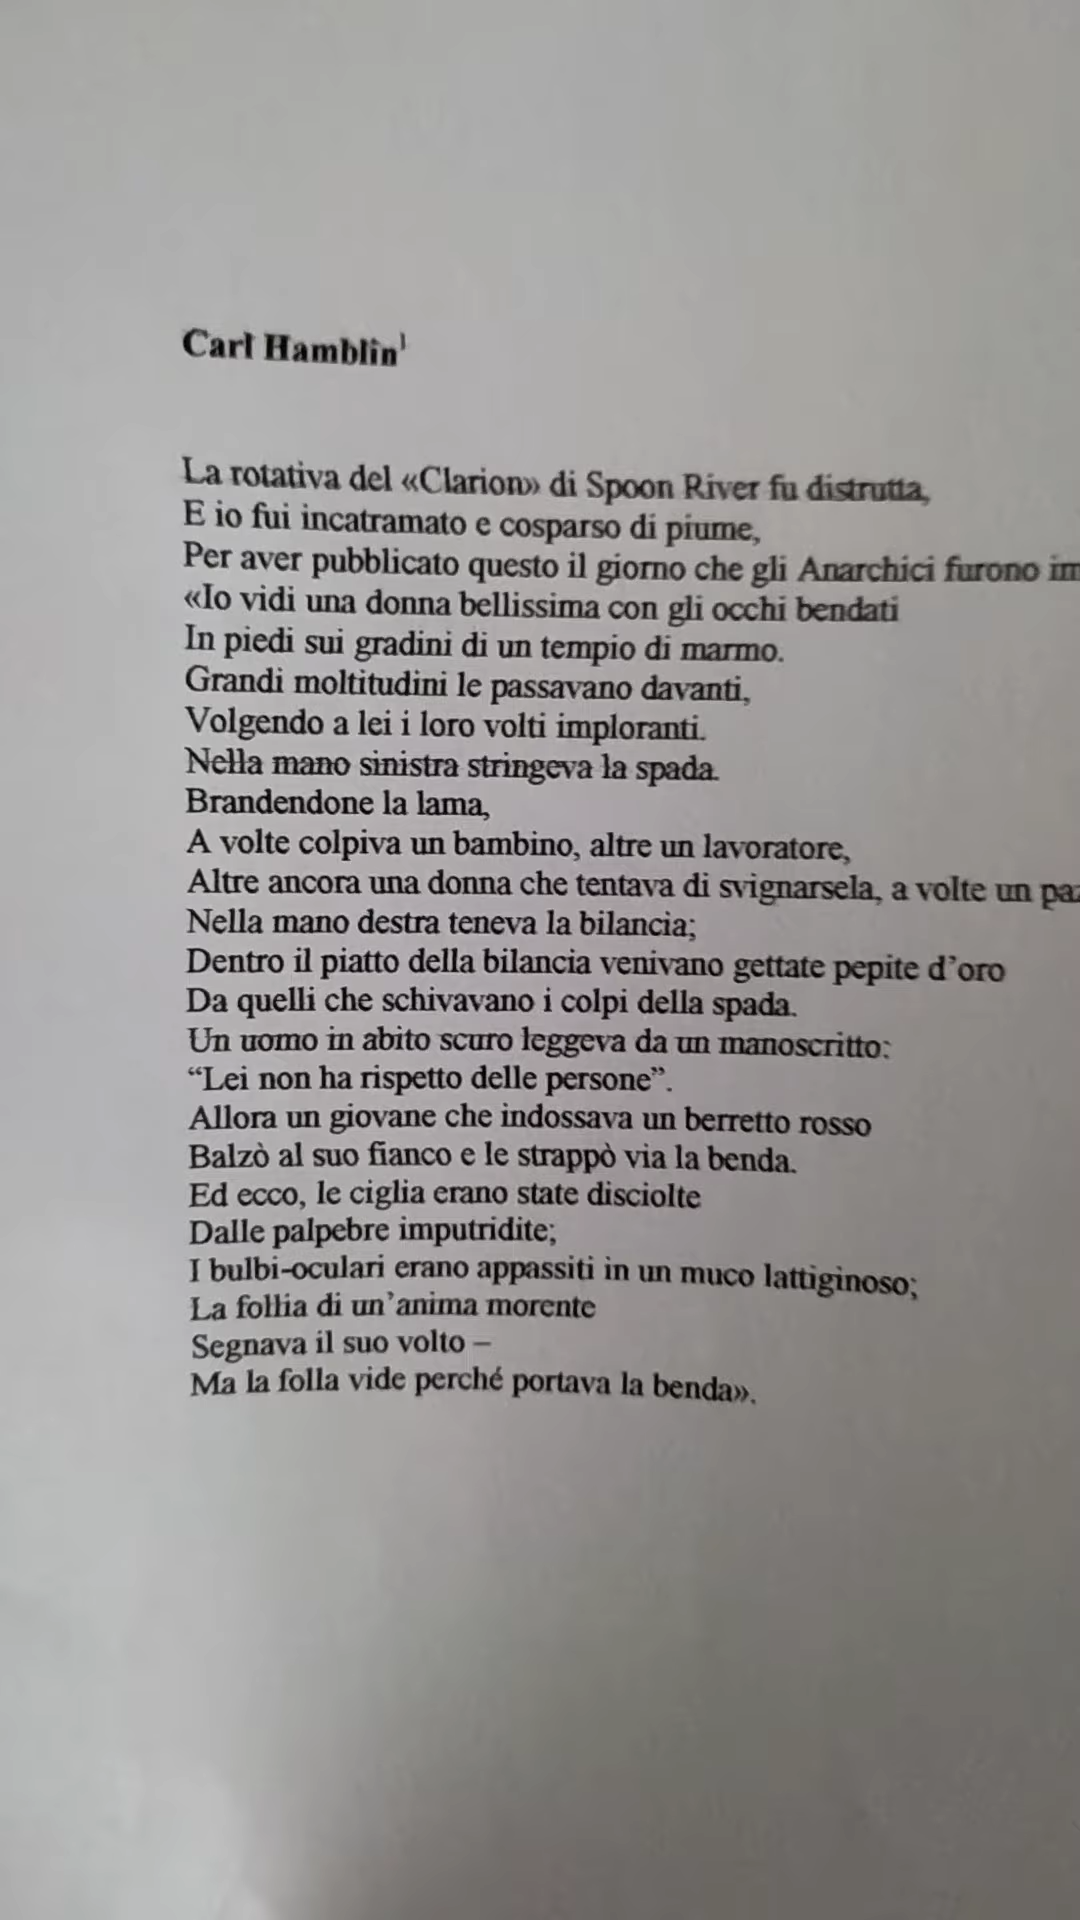 Carl Hamblin¹
La rotativa del «Clarion» di Spoon River fu distrutta,
E io fui incatramato e cosparso di piume,
Per aver pubblicato questo il giorno che gli Anarchici furono im
«Io vidi una donna bellissima con gli occhi bendati
In piedi sui gradini di un tempio di marmo.
Grandi moltitudini le passavano davanti,
Volgendo a lei i loro volti imploranti.
Nella mano sinistra stringeva la spada.
Brandendone la lama,
A volte colpiva un bambino, altre un lavoratore,
Altre ancora una donna che tentava di svignarsela, a volte un paz
Nella mano destra teneva la bilancia;
Dentro il piatto della bilancia venivano gettate pepite d’oro
Da quelli che schivavano i colpi della spada.
Un uomo in abito scuro leggeva da un manoscritto:
“Lei non ha rispetto delle persone”.
Allora un giovane che indossava un berretto rosso
Balzò al suo fianco e le strappò via la benda.
Ed ecco, le ciglia erano state disciolte
Dalle palpebre imputridite;
I bulbi-oculari erano appassiti in un muco lattiginoso;
La follia di un’anima morente
Segnava il suo volto –
Ma la folla vide perché portava la benda».